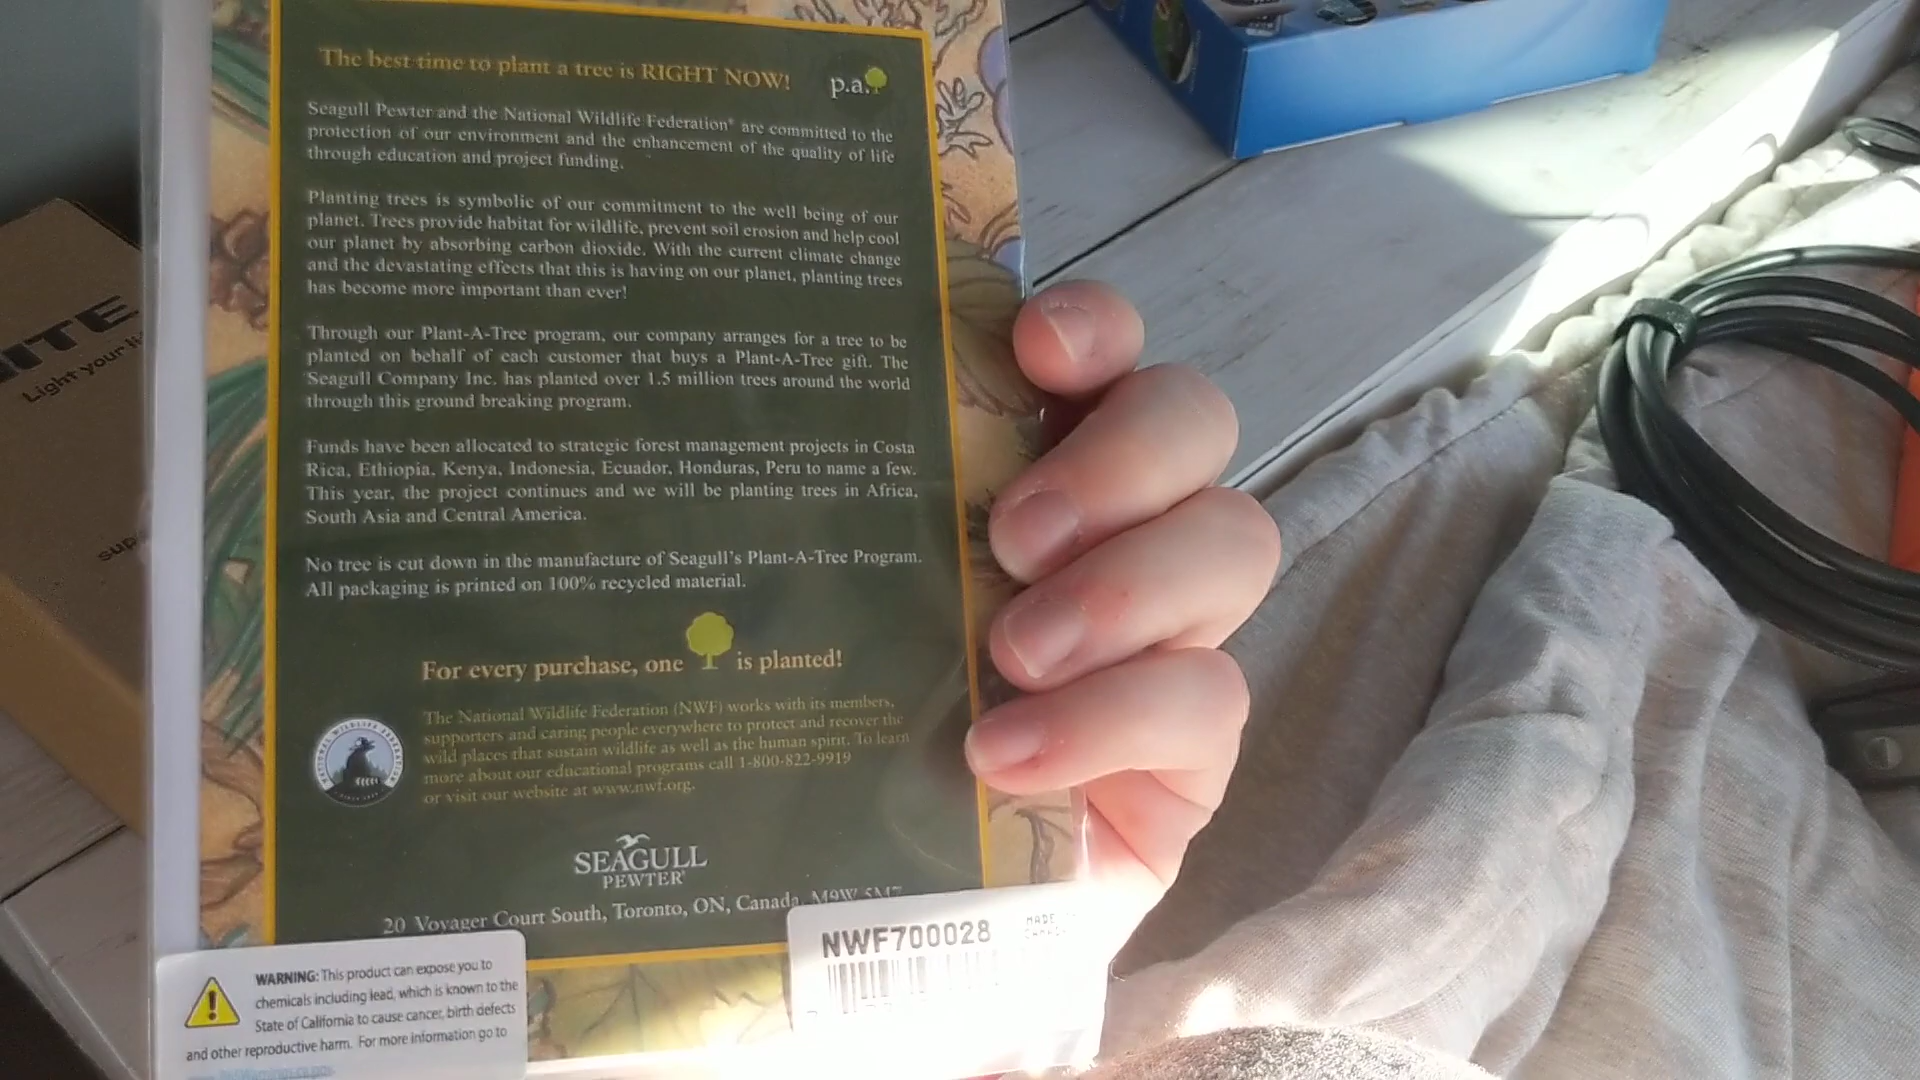 The best time to plant a tree is RIGHT NOW!
p.a.
Seagull Pewter and the National Wildlife Federation® are committed to the
protection of our environment and the enhancement of the quality of life
through education and project funding.
Planting trees is symbolic of our commitment to the well being of our
planet. Trees provide habitat for wildlife, prevent soil erosion and help cool
our planet by absorbing carbon dioxide. With the current climate change
and the devastating effects that this is having on our planet, planting trees
has become more important than ever!
Through our Plant-A-Tree program, our company arranges for a tree to be
planted on behalf of each customer that buys a Plant-A-Tree gift. The
Seagull Company Inc. has planted over 1.5 million trees around the world
through this ground breaking program.
Funds have been allocated to strategic forest management projects in Costa
Rica, Ethiopia, Kenya, Indonesia, Ecuador, Honduras, Peru to name a few.
This year, the project continues and we will be planting trees in Africa,
South Asia and Central America.
No tree is cut down in the manufacture of Seagull's Plant-A-Tree Program.
All packaging is printed on 100% recycled material.
For every purchase, one is planted!
The National Wildlife Federation (NWF) works with its members,
supporters and caring people everywhere to protect and recover the
wild places that sustain wildlife as well as the human spirit. To learn
more about our educational programs call 1-800-822-9919
or visit our website at www.nwf.org.
NATIONAL WILDLIFE FEDERATION
SEAGULL
PEWTER
20 Voyager Court South, Toronto, ON, Canada, M9W
WARNING: This product can expose you to
chemicals including lead, which is known to the
State of California to cause cancer, birth defects
and other reproductive harm. For more information go to
NWF700028
MADE
Light your